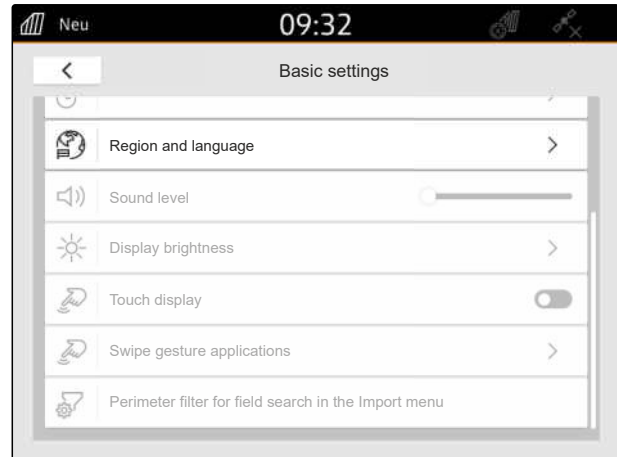 Neu
09:32
Basic settings
Region and language
Sound level
Display brightness
Touch display
Swipe gesture applications
Perimeter filter for field search in the Import menu